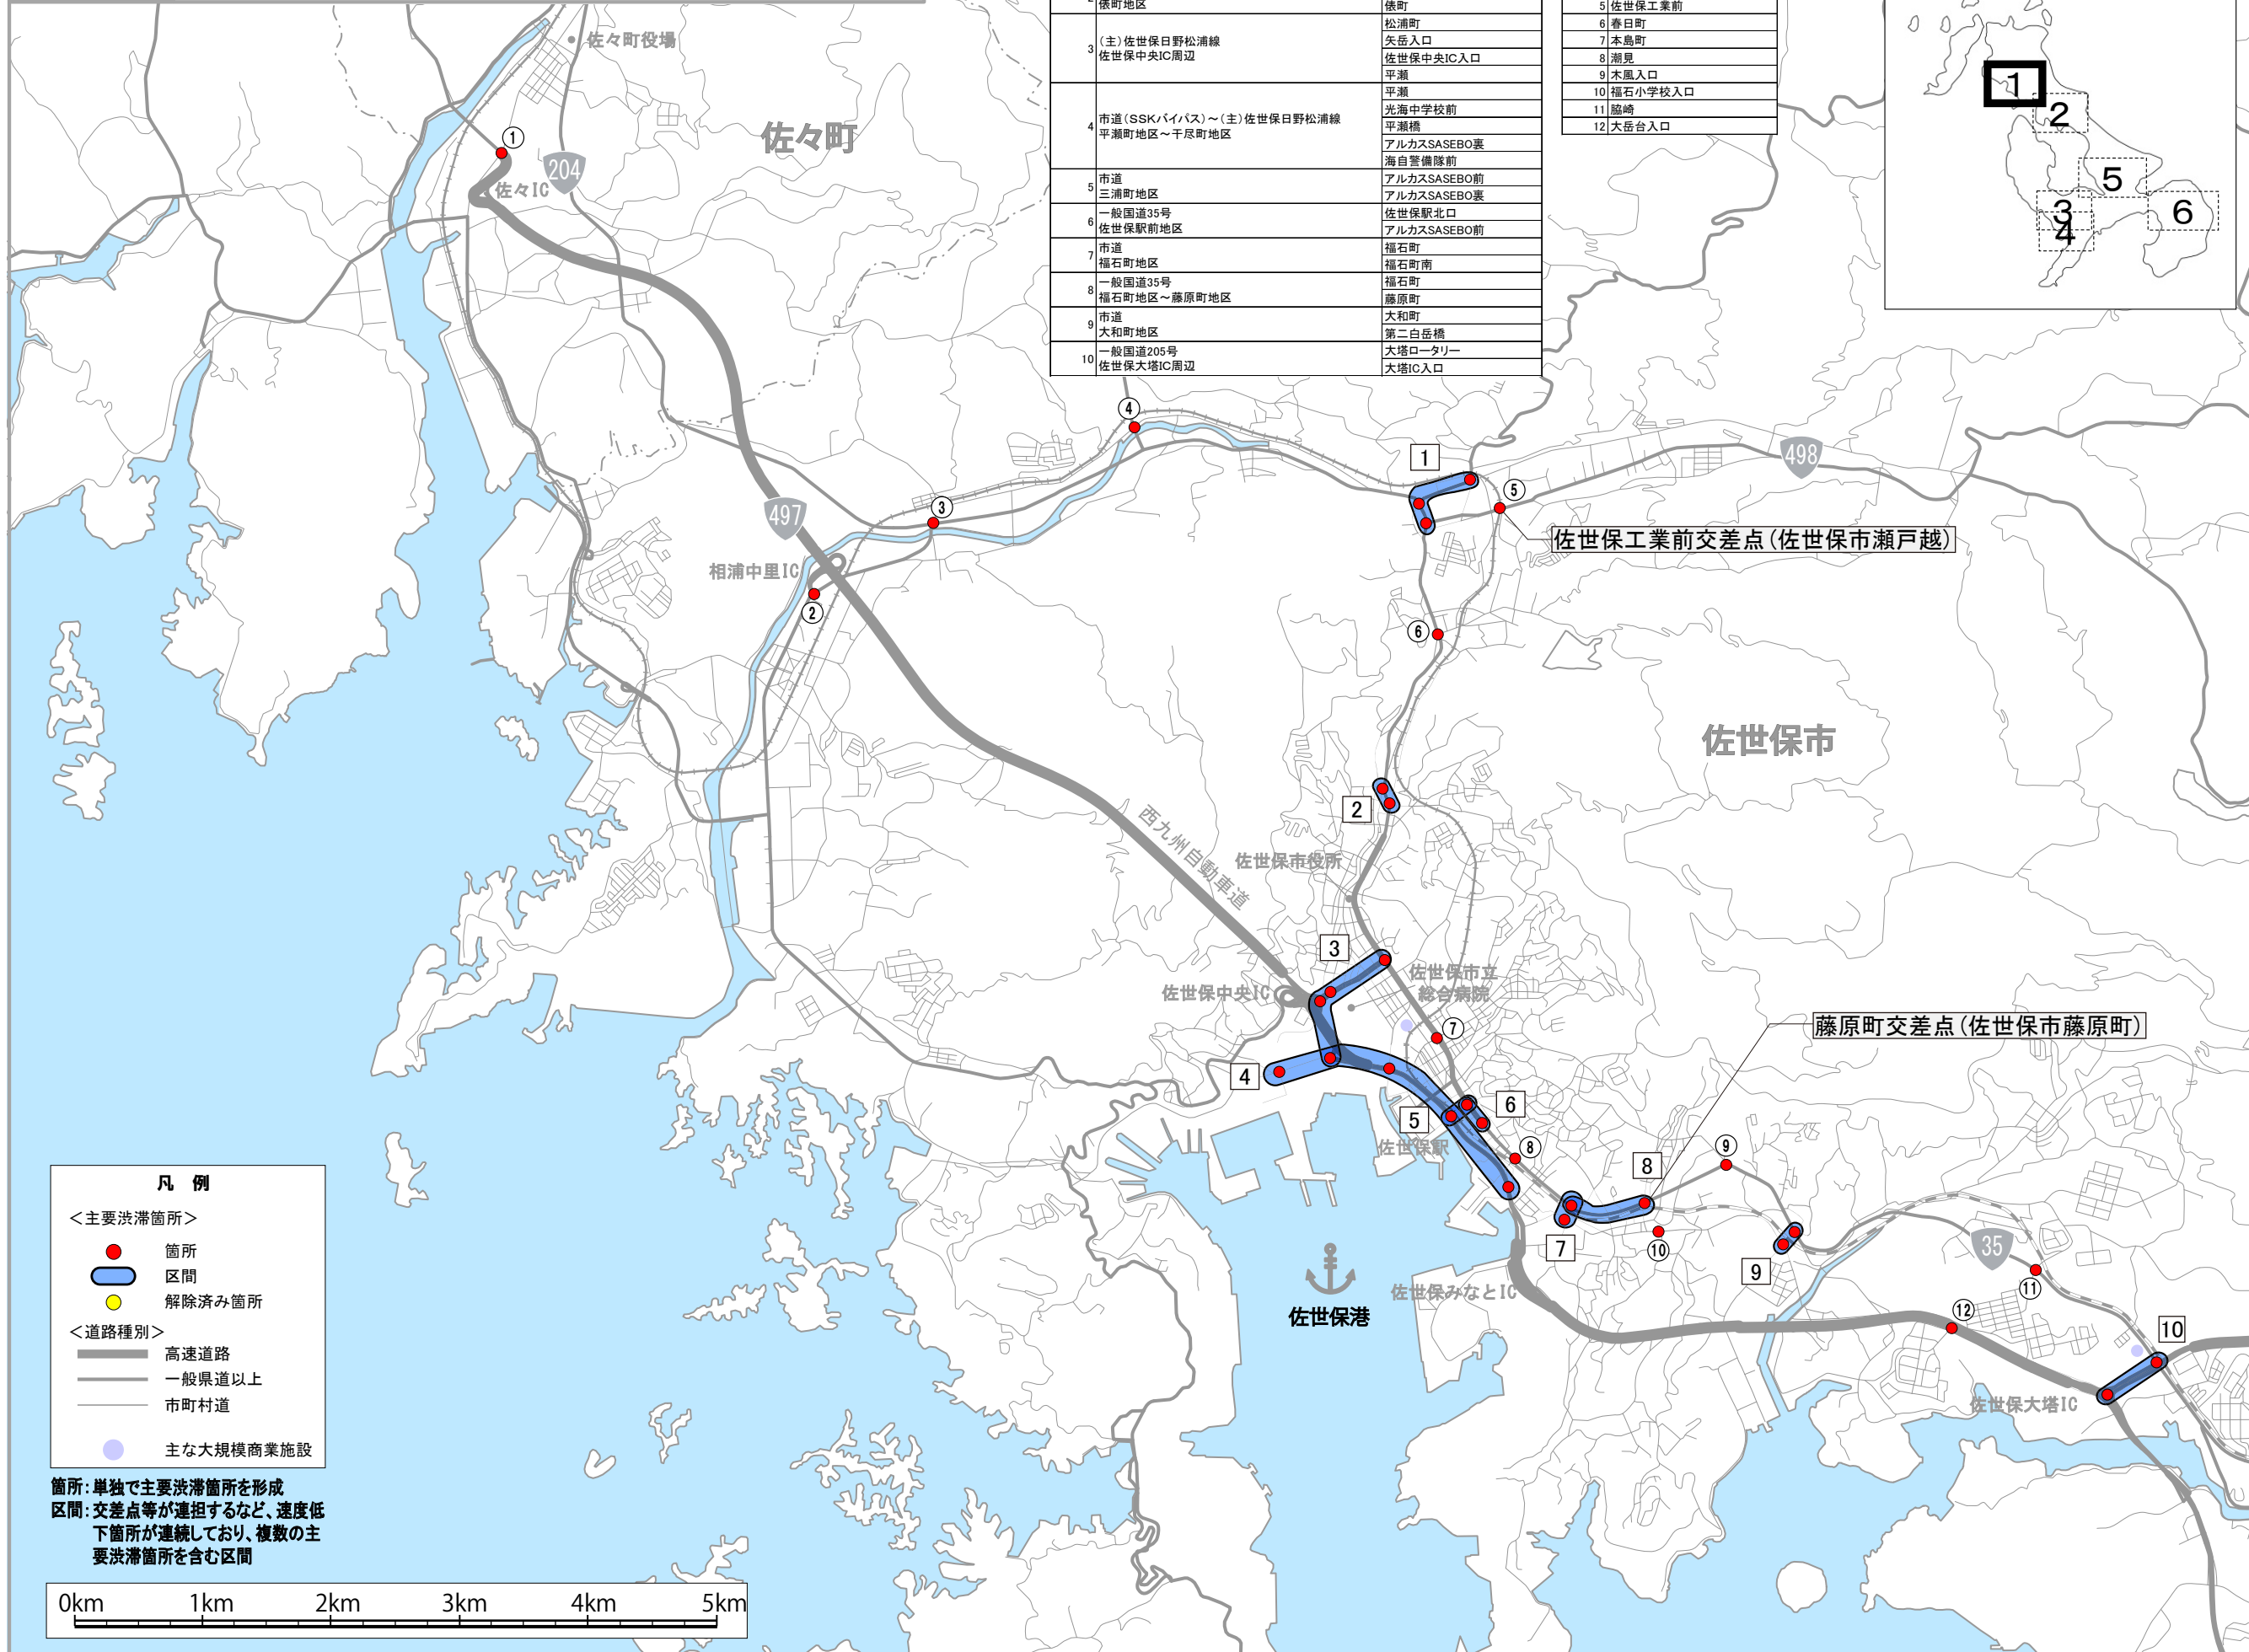 俵町地区
俵町
3
(主)佐世保日野松浦線
佐世保中央IC周辺
松浦町
矢岳入口
佐世保中央IC入口
平瀬
4
市道(SSKバイパス)～(主)佐世保日野松浦線
平瀬町地区～干尽町地区
平瀬
光海中学校前
平瀬橋
アルカスSASEBO裏
海自警備隊前
5
市道
三浦町地区
アルカスSASEBO前
アルカスSASEBO裏
6
一般国道35号
佐世保駅前地区
佐世保駅北口
アルカスSASEBO前
7
市道
福石町地区
福石町
福石町南
8
一般国道35号
福石町地区～藤原町地区
福石町
藤原町
9
市道
大和町地区
大和町
第二白岳橋
10
一般国道205号
佐世保大塔IC周辺
大塔ロータリー
大塔IC入口
5 佐世保工業前
6 春日町
7 本島町
8 潮見
9 木風入口
10 福石小学校入口
11 脇崎
12 大岳台入口
1
2
5
3
4
6
佐々町役場
佐々町
①
204
佐々IC
④
1
498
⑤
③
497
佐世保工業前交差点(佐世保市瀬戸越)
相浦中里IC
②
⑥
佐世保市
2
西九州自動車道
佐世保市役所
3
佐世保市立
総合病院
佐世保中央IC
⑦
藤原町交差点(佐世保市藤原町)
4
5
6
佐世保駅
⑧
⑨
8
7
⑩
9
35
⑪
佐世保みなとIC
佐世保港
⑫
10
佐世保大塔IC
凡 例
＜主要渋滞箇所＞
箇所
区間
解除済み箇所
＜道路種別＞
高速道路
一般県道以上
市町村道
主な大規模商業施設
箇所:単独で主要渋滞箇所を形成
区間:交差点等が連担するなど、速度低
下箇所が連続しており、複数の主
要渋滞箇所を含む区間
0km 1km 2km 3km 4km 5km